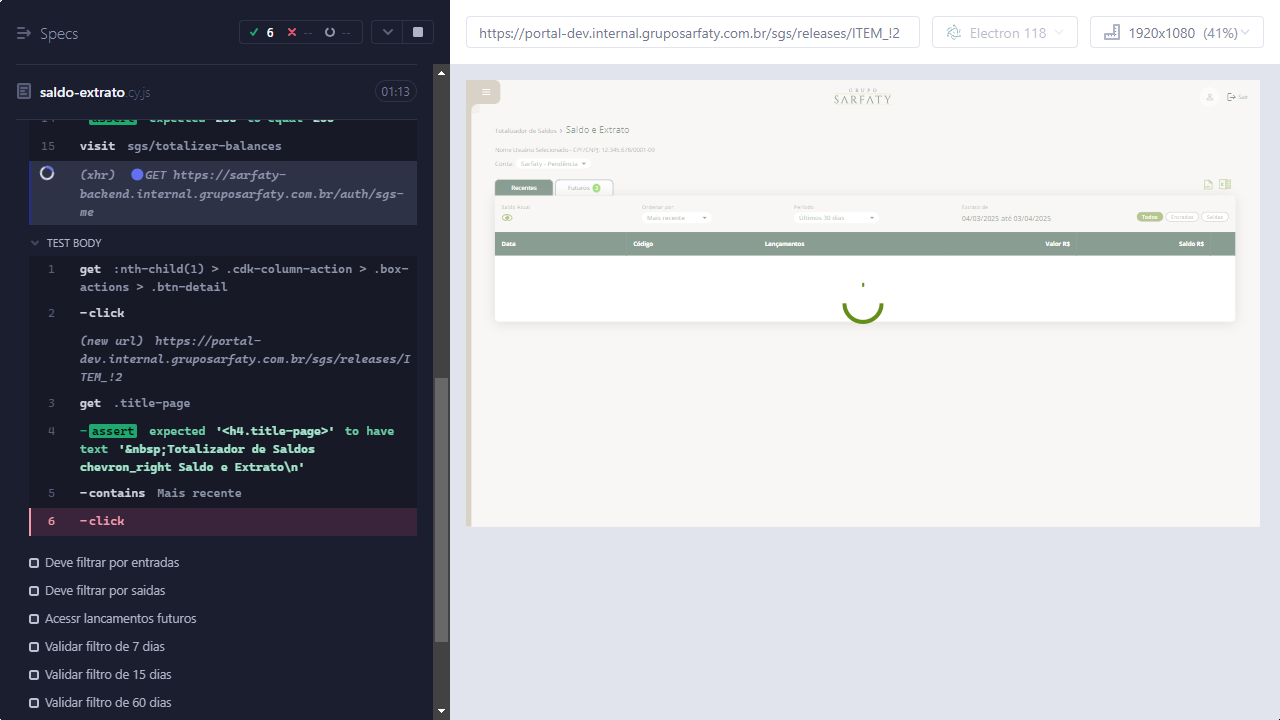 Specs
6
--
--
https://portal-dev.internal.gruposarfaty.com.br/sgs/releases/ITEM_!2
Electron 118
1920x1080 (41%)
saldo-extrato.cy.js
01:13
15 visit sgs/totalizer-balances
(xhr) GET https://sarfaty-
backend.internal.gruposarfaty.com.br/auth/sgs-
me
TEST BODY
1 get :nth-child(1) > .cdk-column-action > .box-
actions > .btn-detail
2 -click
(new url) https://portal-
dev.internal.gruposarfaty.com.br/sgs/releases/I
TEM_!2
3 get .title-page
4 -assert expected '<h4.title-page>' to have
text '&nbsp;Totalizador de Saldos
chevron_right Saldo e Extrato\n'
5 -contains Mais recente
6 -click
Deve filtrar por entradas
Deve filtrar por saidas
Acessr lancamentos futuros
Validar filtro de 7 dias
Validar filtro de 15 dias
Validar filtro de 60 dias
GRUPO
SARFATY
Sair
Totalizador de Saldos > Saldo e Extrato
Nome Usuário Selecionado - CPF/CNPJ: 12.345.678/0001-09
Conta: Sarfaty - Pendência
Recentes
Futuros 3
Saldo Atual
Ordenar por
Mais recente
Período
Últimos 30 dias
Extrato de
04/03/2025 até 03/04/2025
Todos
Entradas
Saídas
Data
Código
Lançamentos
Valor R$
Saldo R$